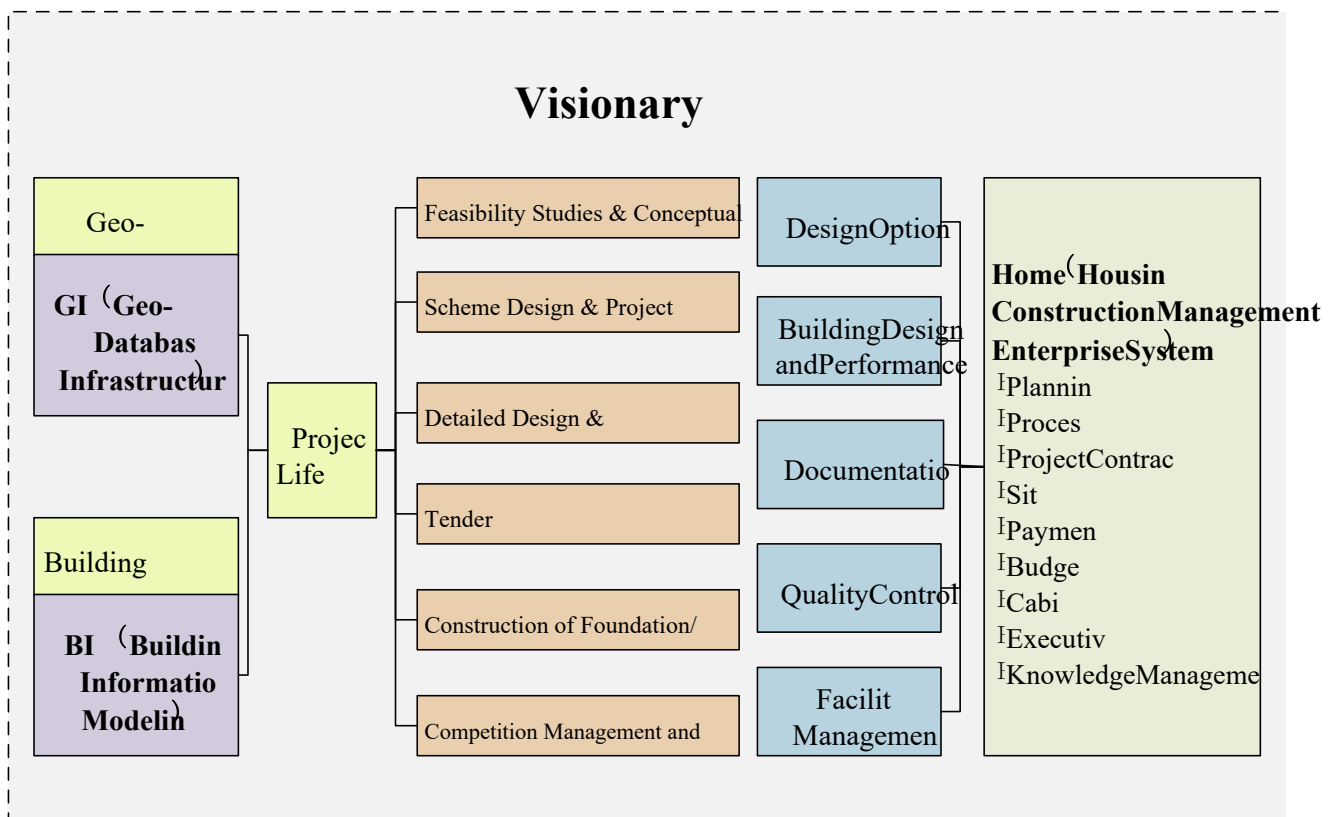 Visionary
Geo-
GI（Geo-
Databas
Infrastructur）
Building
BI（Buildin
Informatio
Modelin）
Projec
Life
Feasibility Studies & Conceptual
Scheme Design & Project
Detailed Design &
Tender
Construction of Foundation/
Competition Management and
DesignOption
BuildingDesign
andPerformance
Documentatio
QualityControl
Facilit
Managemen
Home（Housin
ConstructionManagement
EnterpriseSystem）
Plannin
Proces
ProjectContrac
Sit
Paymen
Budge
Cabi
Executiv
KnowledgeManageme